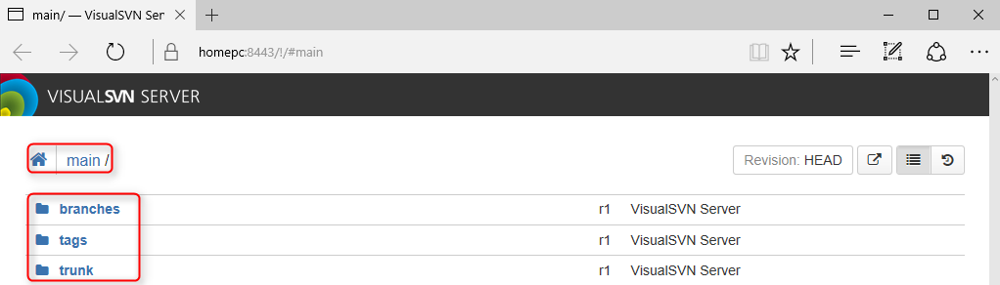 main/ — VisualSVN Ser
homepc:8443/!/#main
VISUALSVN SERVER
main /
Revision: HEAD
branches r1 VisualSVN Server
tags r1 VisualSVN Server
trunk r1 VisualSVN Server